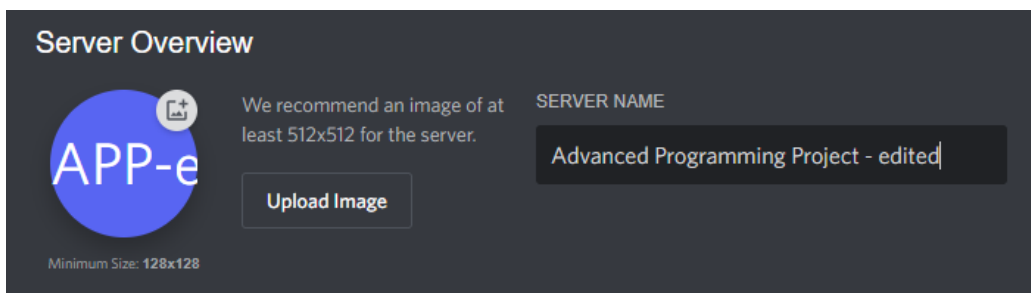 Server Overview
APP-e
We recommend an image of at
least 512x512 for the server.
Upload Image
Minimum Size: 128x128
SERVER NAME
Advanced Programming Project - edited